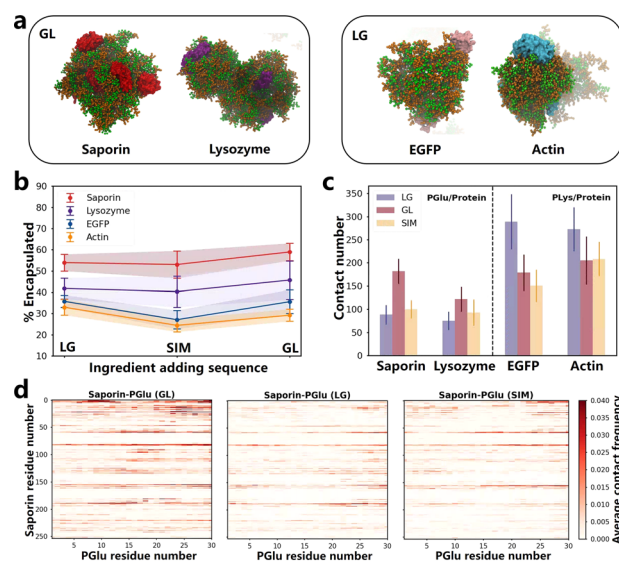 a
GL
Saporin
Lysozyme
LG
EGFP
Actin
b
% Encapsulated
90
80
70
60
50
40
30
20
10
Saporin
Lysozyme
EGFP
Actin
LG
SIM
GL
Ingredient adding sequence
c
Contact number
350
300
250
200
150
100
50
0
LG
GL
SIM
PGlu/Protein
PLys/Protein
Saporin
Lysozyme
EGFP
Actin
d
Saporin residue number
0
50
100
150
200
250
Saporin-PGlu (GL)
5 10 15 20 25 30
PGlu residue number
Saporin-PGlu (LG)
5 10 15 20 25 30
PGlu residue number
Saporin-PGlu (SIM)
5 10 15 20 25 30
PGlu residue number
0.040
0.035
0.030
0.025
0.020
0.015
0.010
0.005
0.000
Average contact frequency